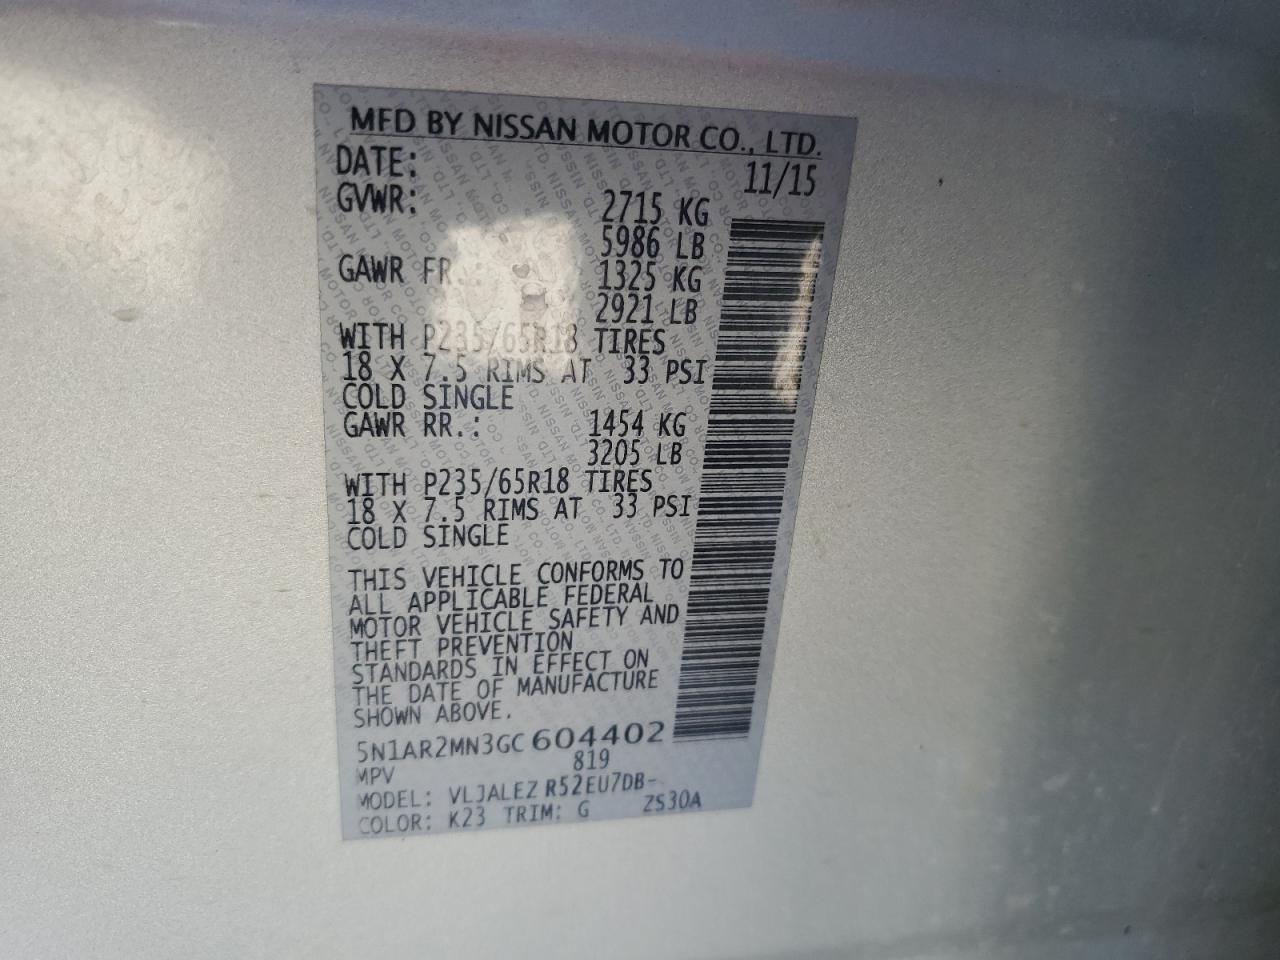 MFD BY NISSAN MOTOR CO., LTD.
DATE: 11/15
GVWR: 2715 KG
5986 LB
GAWR FR.: 1325 KG
2921 LB
WITH P235/65R18 TIRES
18 X 7.5 RIMS AT 33 PSI
COLD SINGLE
GAWR RR.: 1454 KG
3205 LB
WITH P235/65R18 TIRES
18 X 7.5 RIMS AT 33 PSI
COLD SINGLE
THIS VEHICLE CONFORMS TO
ALL APPLICABLE FEDERAL
MOTOR VEHICLE SAFETY AND
THEFT PREVENTION
STANDARDS IN EFFECT ON
THE DATE OF MANUFACTURE
SHOWN ABOVE.
5N1AR2MN3GC604402
MPV 819
MODEL: VLJALEZ R52EU7DB-
COLOR: K23 TRIM: G ZS30A